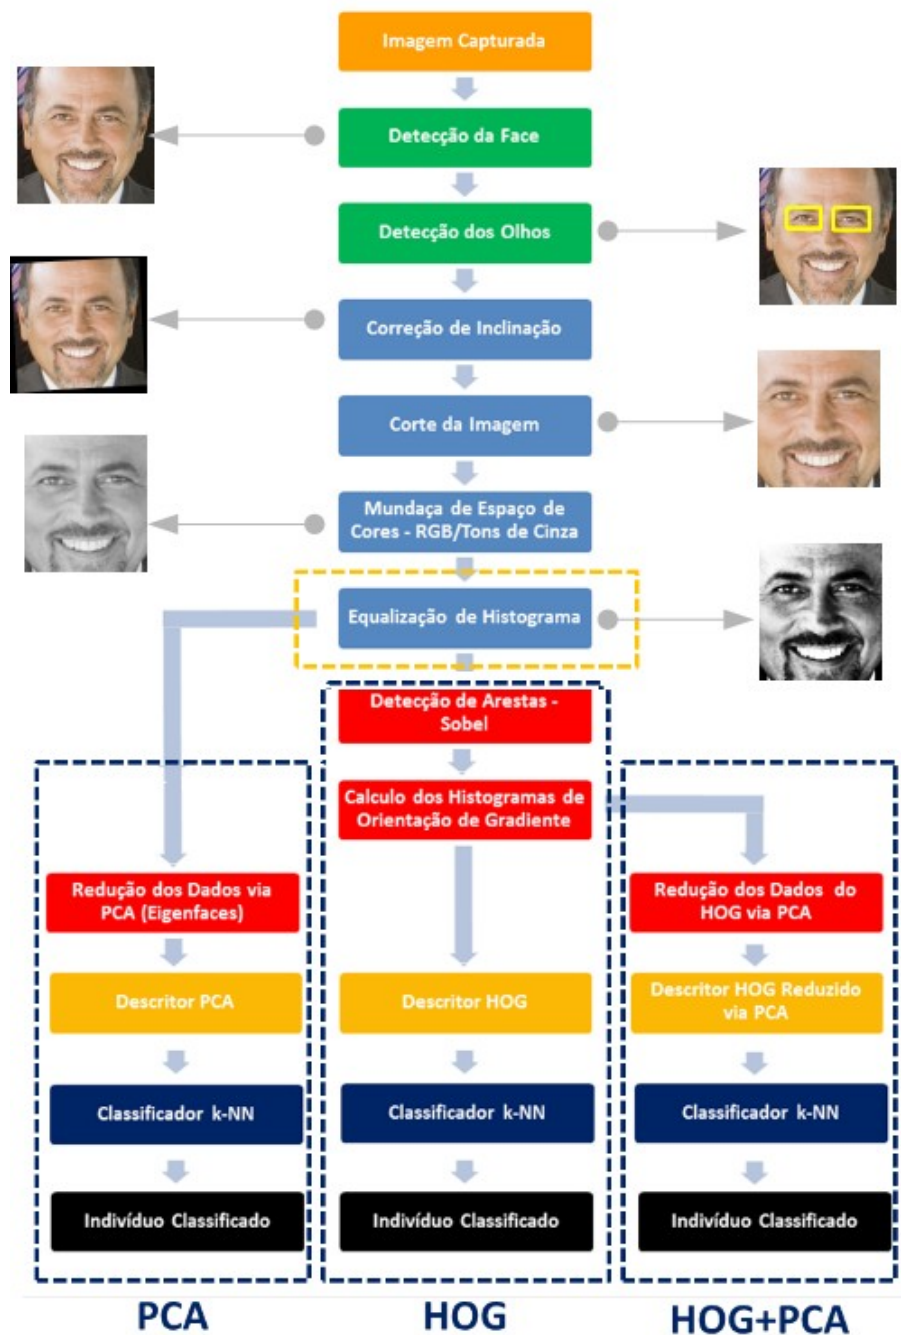 Imagem Capturada
Detecção da Face
Detecção dos Olhos
Correção de Inclinação
Corte da Imagem
Mundaça de Espaço de
Cores - RGB/Tons de Cinza
Equalização de Histograma
Detecção de Arestas -
Sobel
Calculo dos Histogramas de
Orientação de Gradiente
Redução dos Dados via
PCA (Eigenfaces)
Redução dos Dados do
HOG via PCA
Descritor PCA
Descritor HOG
Descritor HOG Reduzido
via PCA
Classificador k-NN
Classificador k-NN
Classificador k-NN
Indivíduo Classificado
Indivíduo Classificado
Indivíduo Classificado
PCA
HOG
HOG+PCA